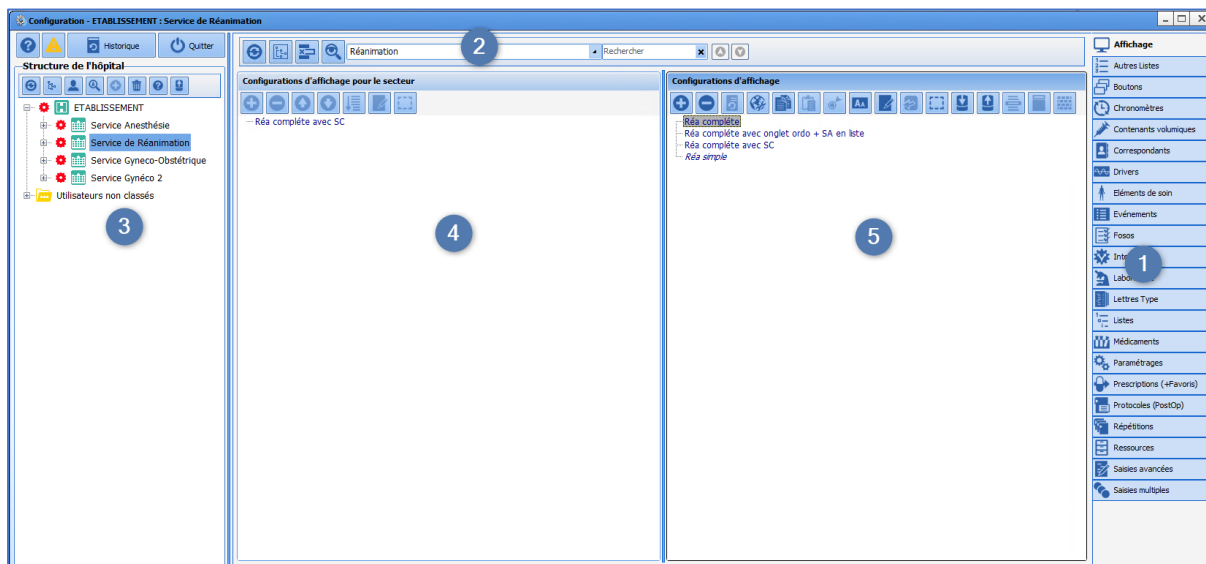 Configuration - ETABLISSEMENT : Service de Réanimation
Historique
Quitter
Structure de l'hôpital
ETABLISSEMENT
Service Anesthésie
Service de Réanimation
Service Gyneco-Obstétrique
Service Gynéco 2
Utilisateurs non classés
3
Réanimation
2
Rechercher
Configurations d'affichage pour le secteur
Réa compléte avec SC
4
Configurations d'affichage
Réa compléte
Réa compléte avec onglet ordo + SA en liste
Réa compléte avec SC
Réa simple
5
Affichage
Autres Listes
Boutons
Chronomètres
Contenants volumiques
Correspondants
Drivers
Eléments de soin
Evénements
Fosos
1
Lettres Type
Listes
Médicaments
Paramétrages
Prescriptions (+Favoris)
Protocoles (PostOp)
Répétitions
Ressources
Saisies avancées
Saisies multiples